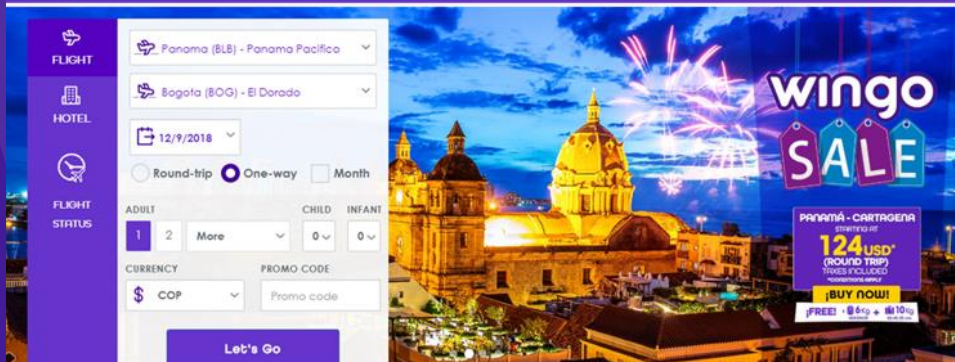 FLIGHT
HOTEL
FLIGHT
STATUS
Panama (BLB) - Panama Pacifico
Bogota (BOG) - El Dorado
12/9/2018
Round-trip One-way Month
ADULT CHILD INFANT
1 2 More 0 0
CURRENCY PROMO CODE
$ COP Promo code
Let's Go
wingo
SALE
PANAMÁ - CARTAGENA
STARTING AT
124USD*
(ROUND TRIP)
TAXES INCLUDED
*CONDITIONS APPLY
¡BUY NOW!
¡FREE! 6Kg + 10Kg